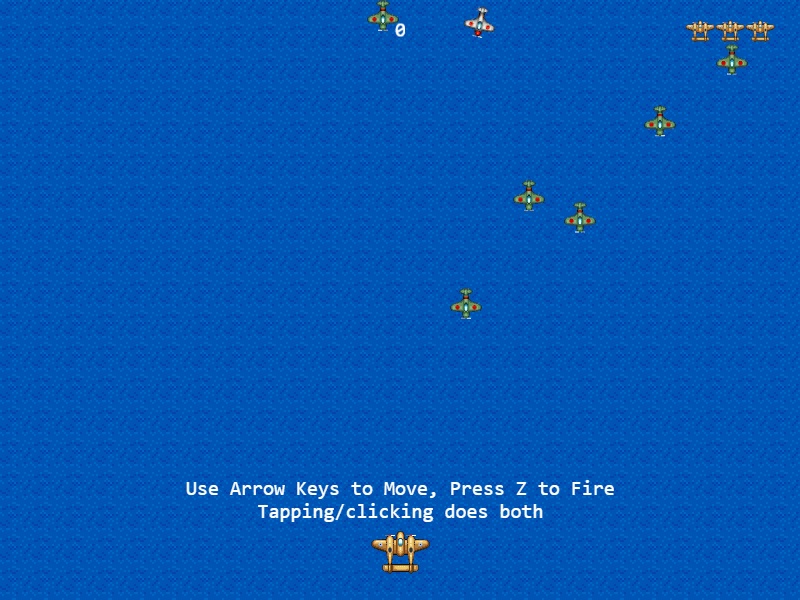 0
Use Arrow Keys to Move, Press Z to Fire
Tapping/clicking does both